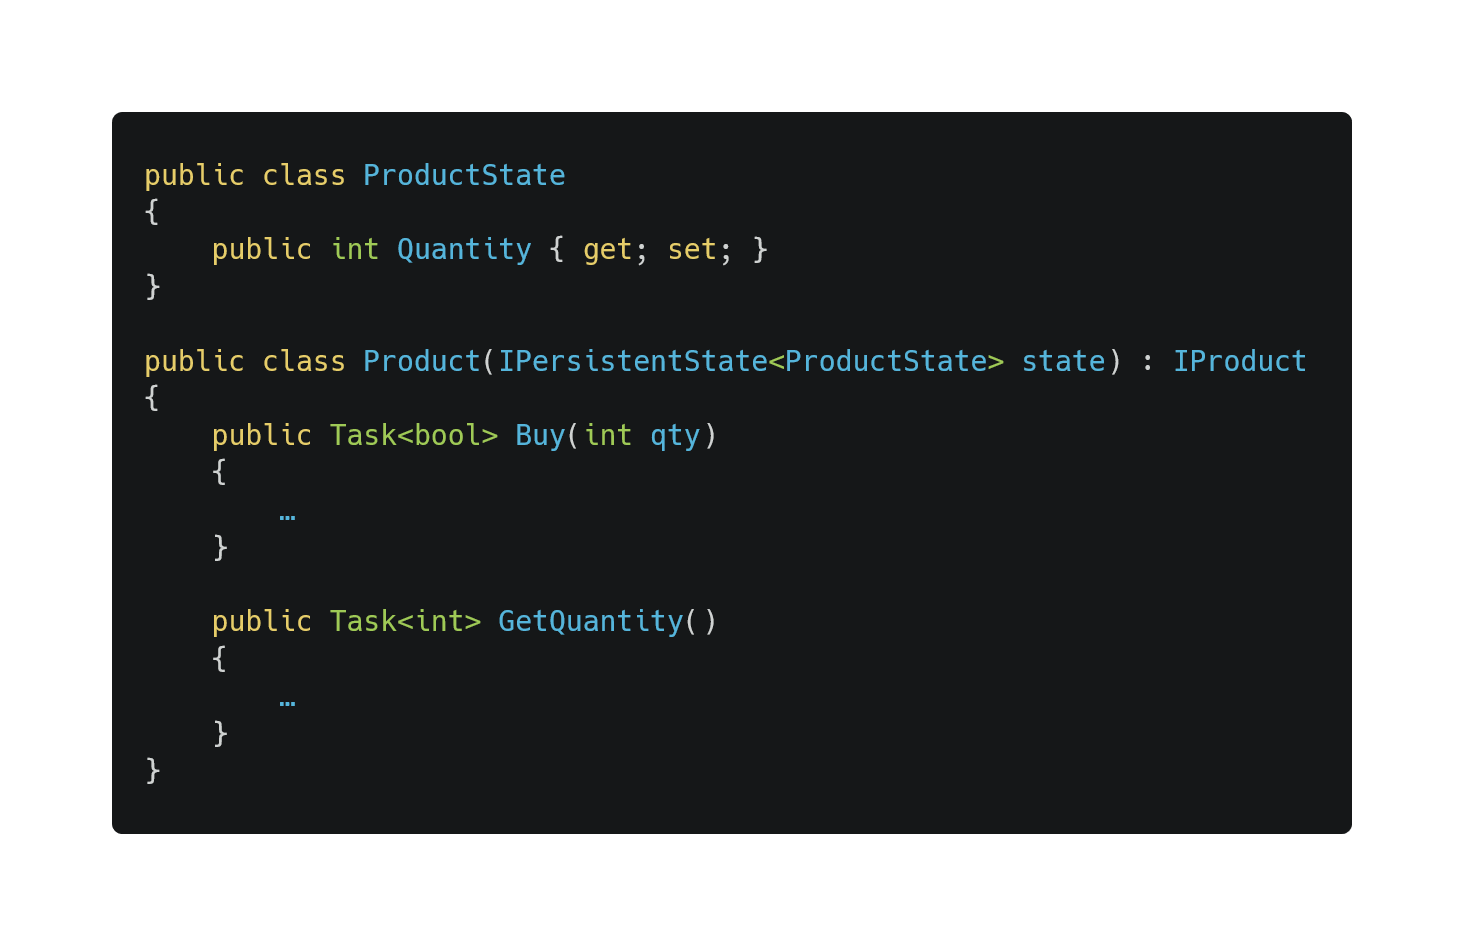 public class ProductState
{
    public int Quantity { get; set; }
}

public class Product(IPersistentState<ProductState> state) : IProduct
{
    public Task<bool> Buy(int qty)
    {
        …
    }

    public Task<int> GetQuantity()
    {
        …
    }
}